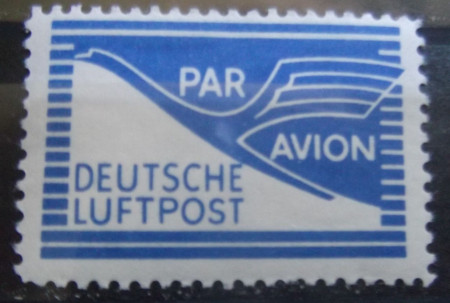 PAR
AVION
DEUTSCHE
LUFTPOST